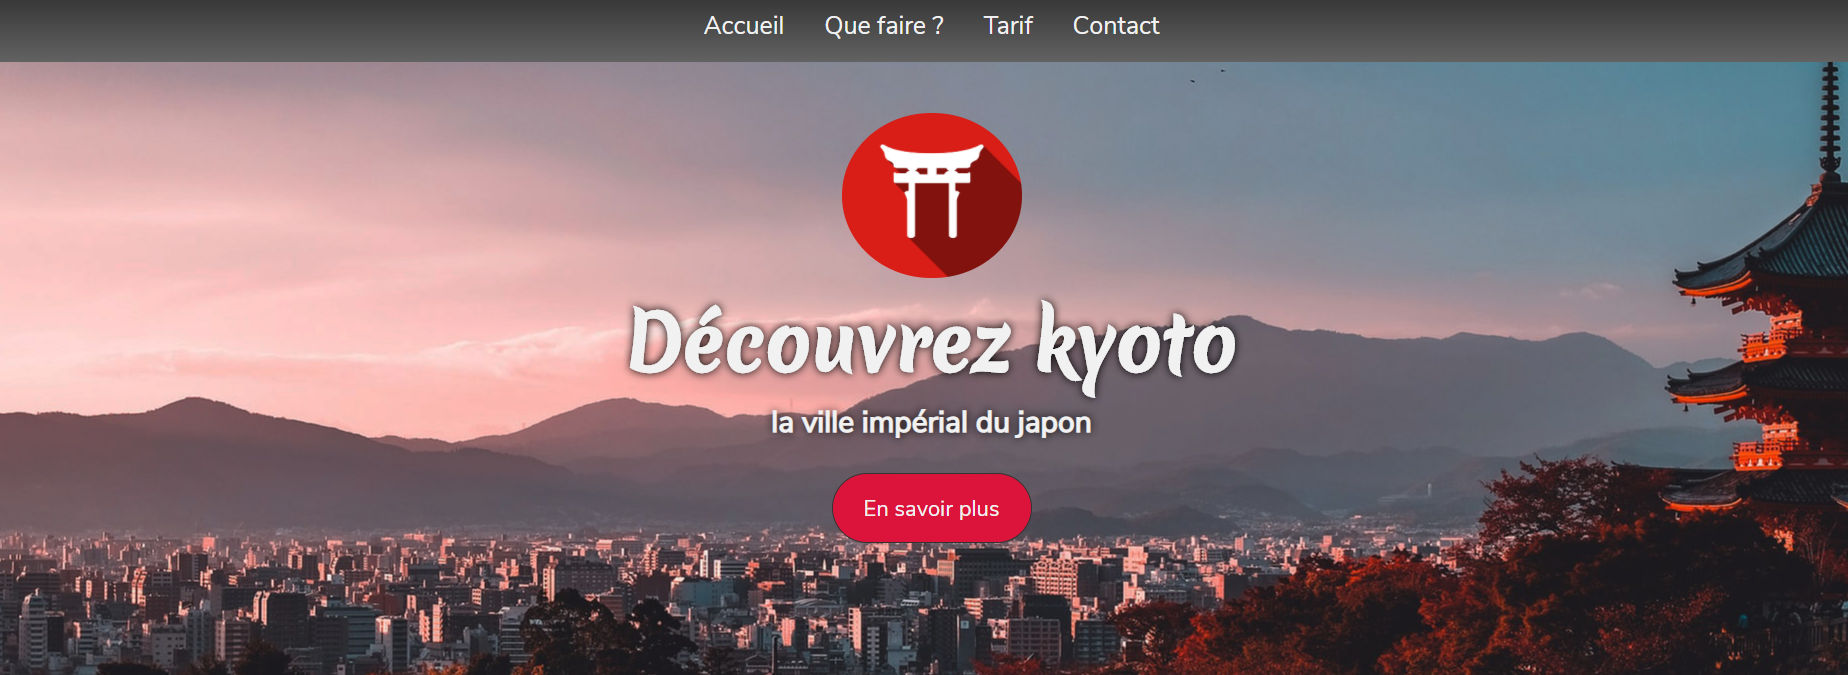 Accueil Que faire ? Tarif Contact
Découvrez kyoto
la ville impérial du japon
En savoir plus